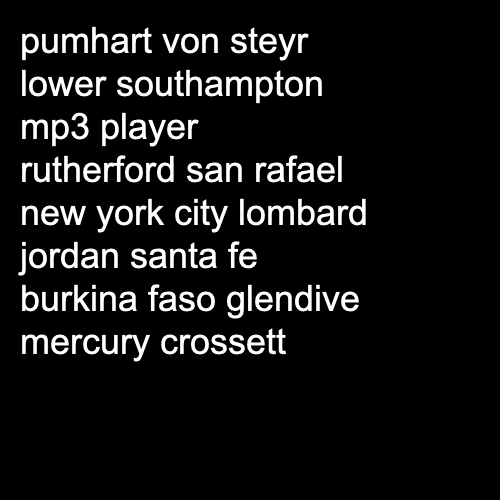 pumhart von steyr
lower southampton
mp3 player
rutherford san rafael
new york city lombard
jordan santa fe
burkina faso glendive
mercury crossett